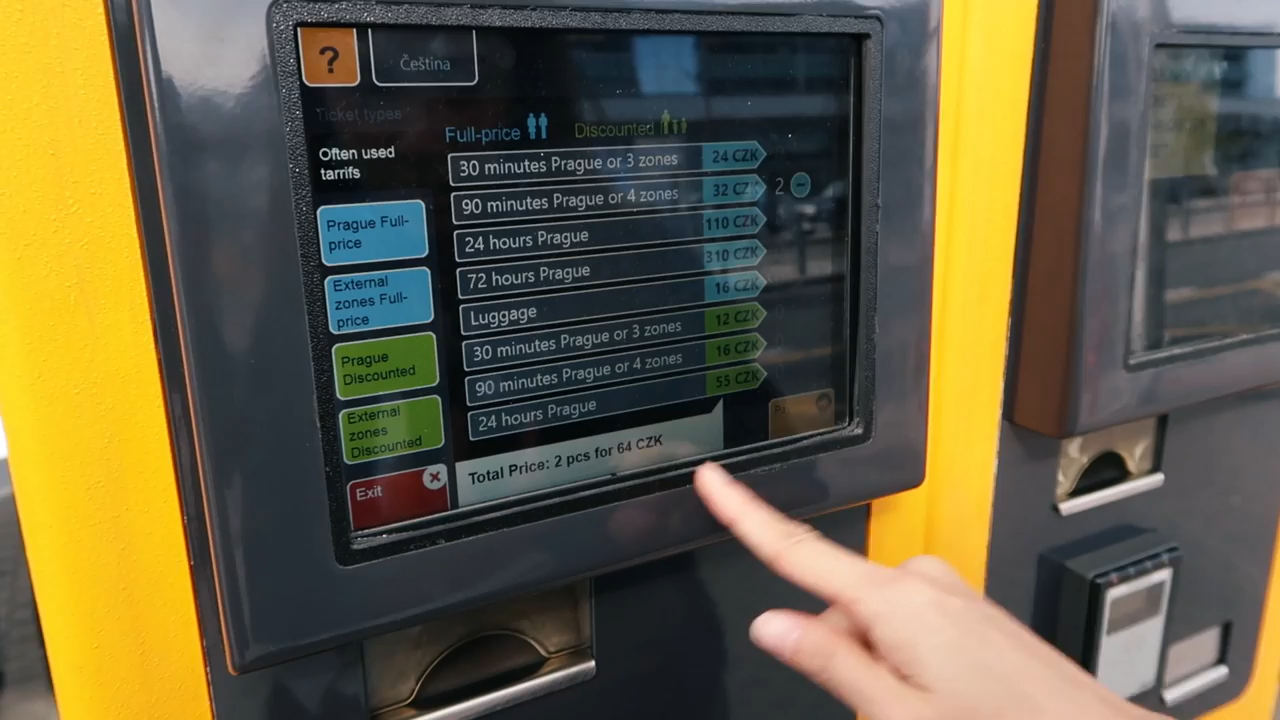 ?
Čeština
Ticket types
Full-price
Discounted
Often used
tarrifs
30 minutes Prague or 3 zones 24 CZK
90 minutes Prague or 4 zones 32 CZK
2 -
24 hours Prague 110 CZK
72 hours Prague 310 CZK
Luggage 16 CZK
30 minutes Prague or 3 zones 12 CZK
90 minutes Prague or 4 zones 16 CZK
24 hours Prague 55 CZK
Prague Full-
price
External
zones Full-
price
Prague
Discounted
External
zones
Discounted
Exit
Total Price: 2 pcs for 64 CZK